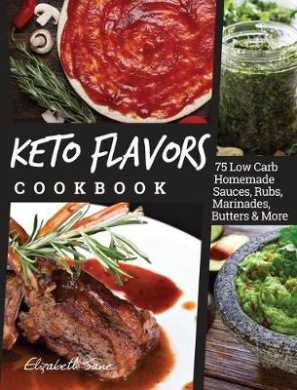 KETO FLAVORS
COOKBOOK
75 Low Carb
Homemade
Sauces, Rubs,
Marinades,
Butters & More
Elizabeth Jane